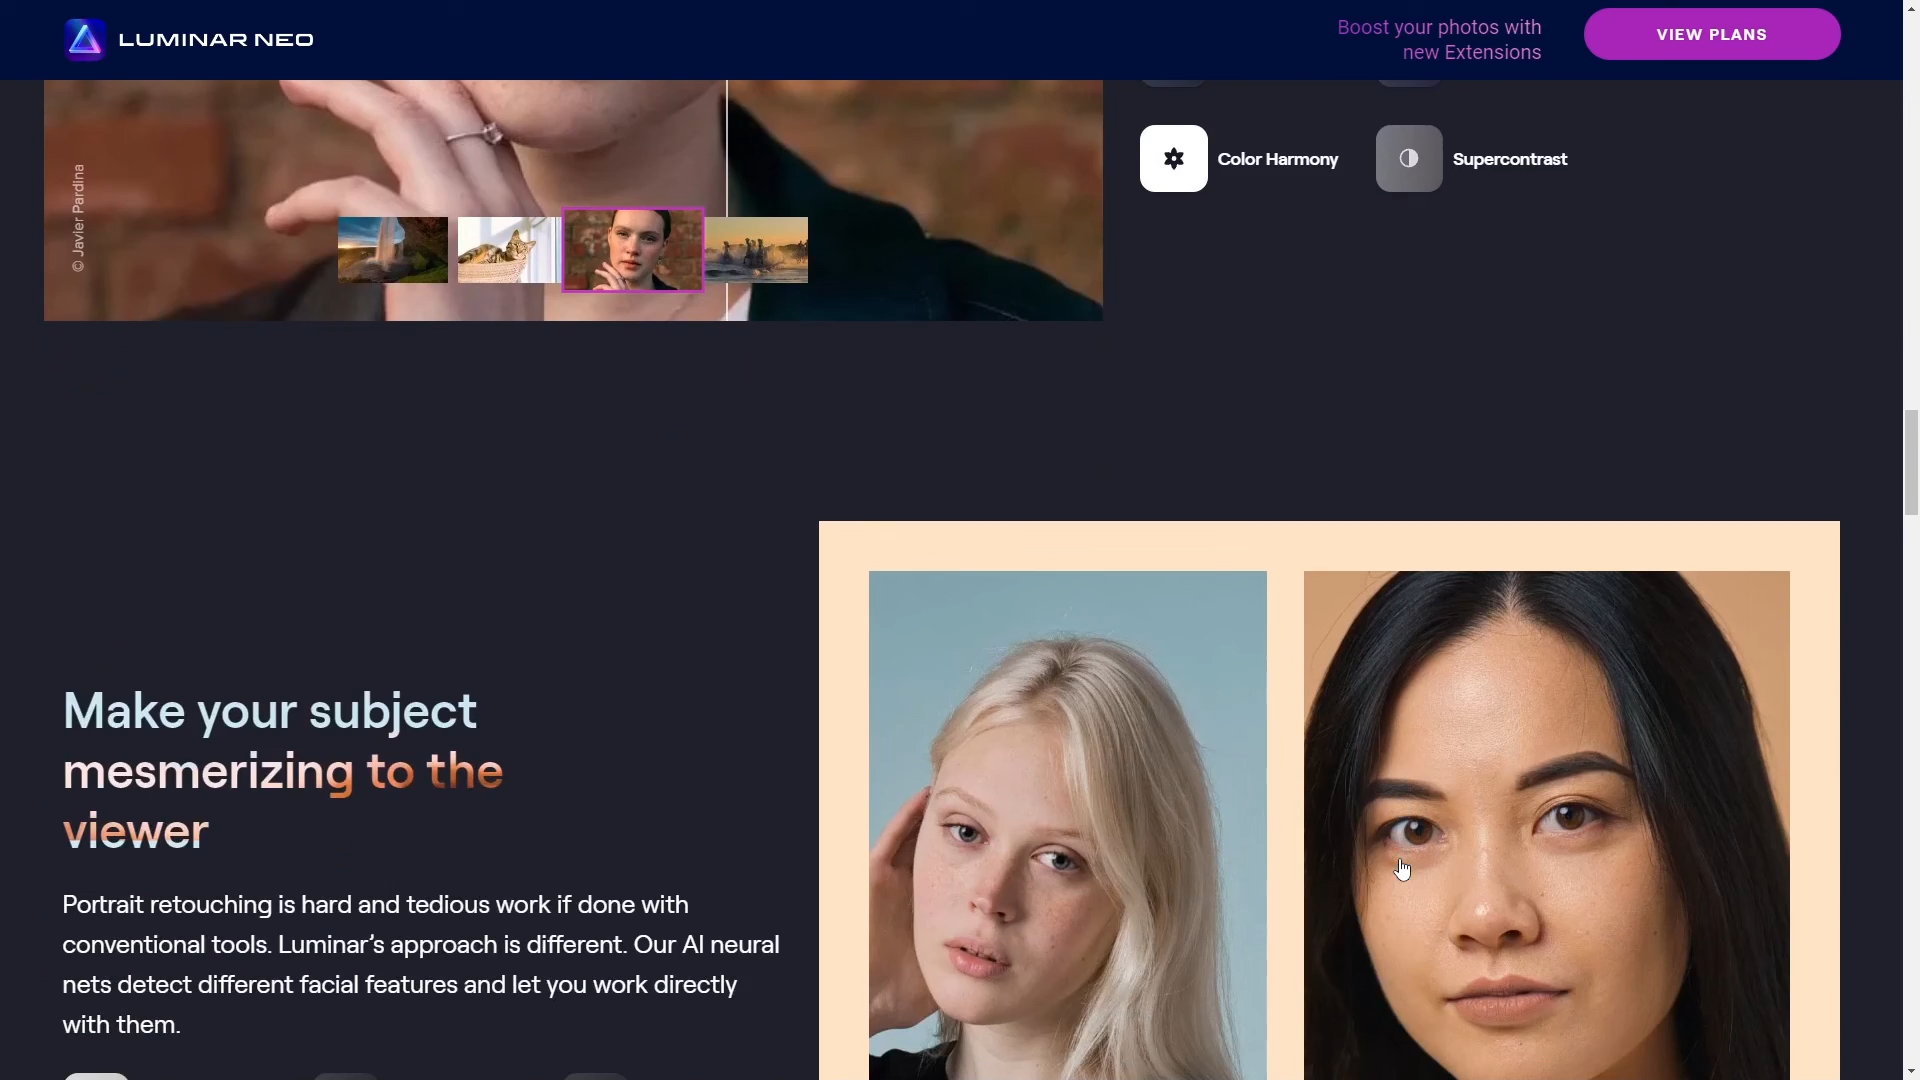 LUMINAR NEO
Boost your photos with
new Extensions
VIEW PLANS
© Javier Pardina
Color Harmony
Supercontrast
Make your subject
mesmerizing to the
viewer
Portrait retouching is hard and tedious work if done with
conventional tools. Luminar’s approach is different. Our AI neural
nets detect different facial features and let you work directly
with them.